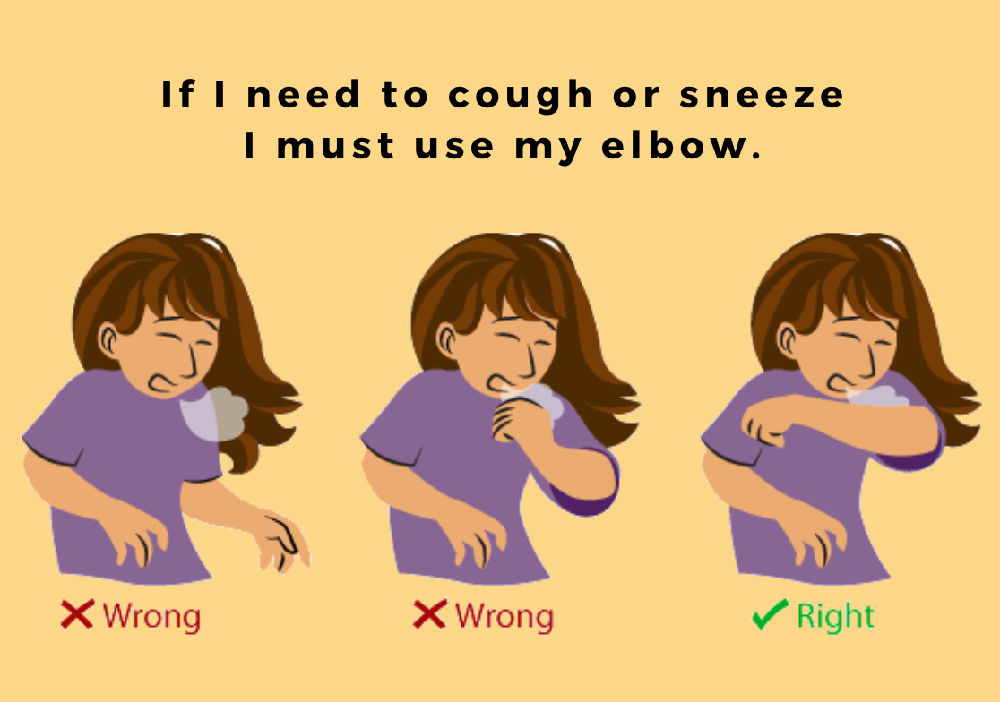 If I need to cough or sneeze
I must use my elbow.
Wrong
Wrong
Right